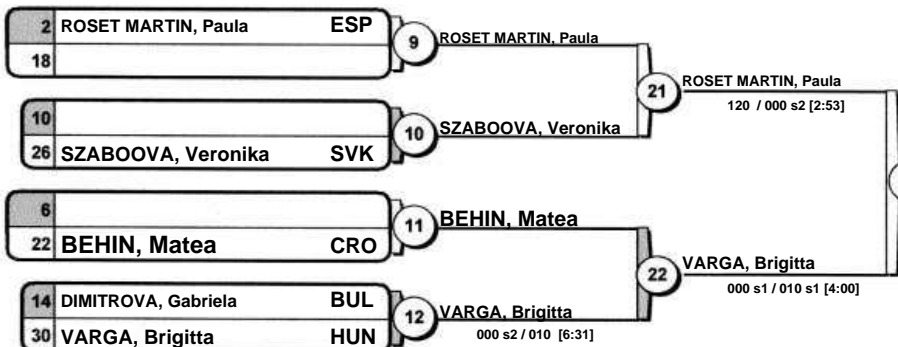 2 ROSET MARTIN, Paula ESP
18
9
ROSET MARTIN, Paula
10
26 SZABOOVA, Veronika SVK
10
SZABOOVA, Veronika
21
ROSET MARTIN, Paula
120 / 000 s2 [2:53]
6
22 BEHIN, Matea CRO
11
BEHIN, Matea
14 DIMITROVA, Gabriela BUL
30 VARGA, Brigitta HUN
12
VARGA, Brigitta
000 s2 / 010 [6:31]
22
VARGA, Brigitta
000 s1 / 010 s1 [4:00]